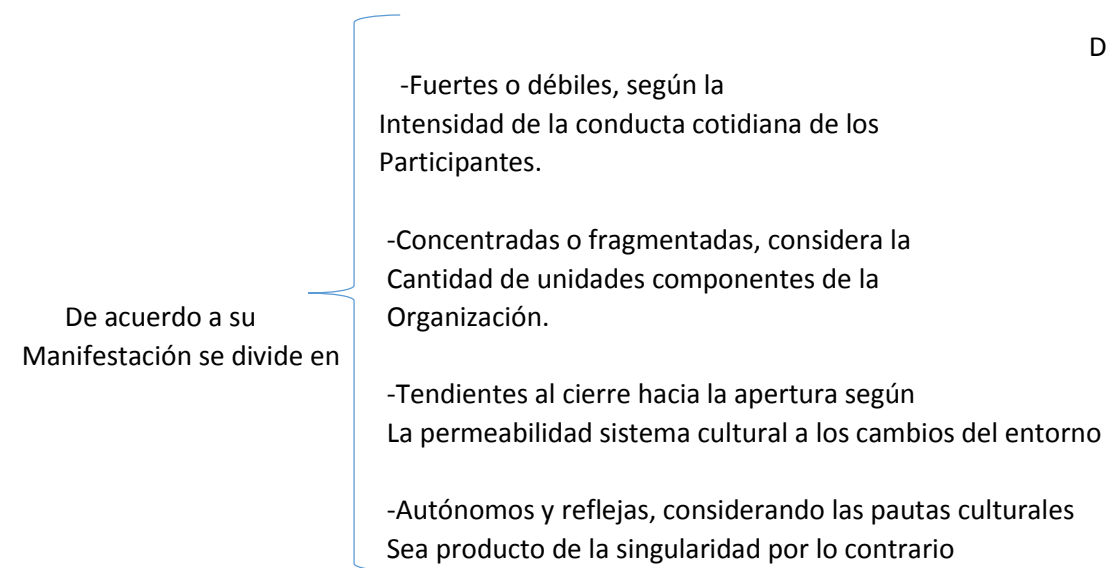 D
-Fuertes o débiles, según la
Intensidad de la conducta cotidiana de los
Participantes.
-Concentradas o fragmentadas, considera la
Cantidad de unidades componentes de la
Organización.
De acuerdo a su
Manifestación se divide en
-Tendientes al cierre hacia la apertura según
La permeabilidad sistema cultural a los cambios del entorno
-Autónomos y reflejas, considerando las pautas culturales
Sea producto de la singularidad por lo contrario